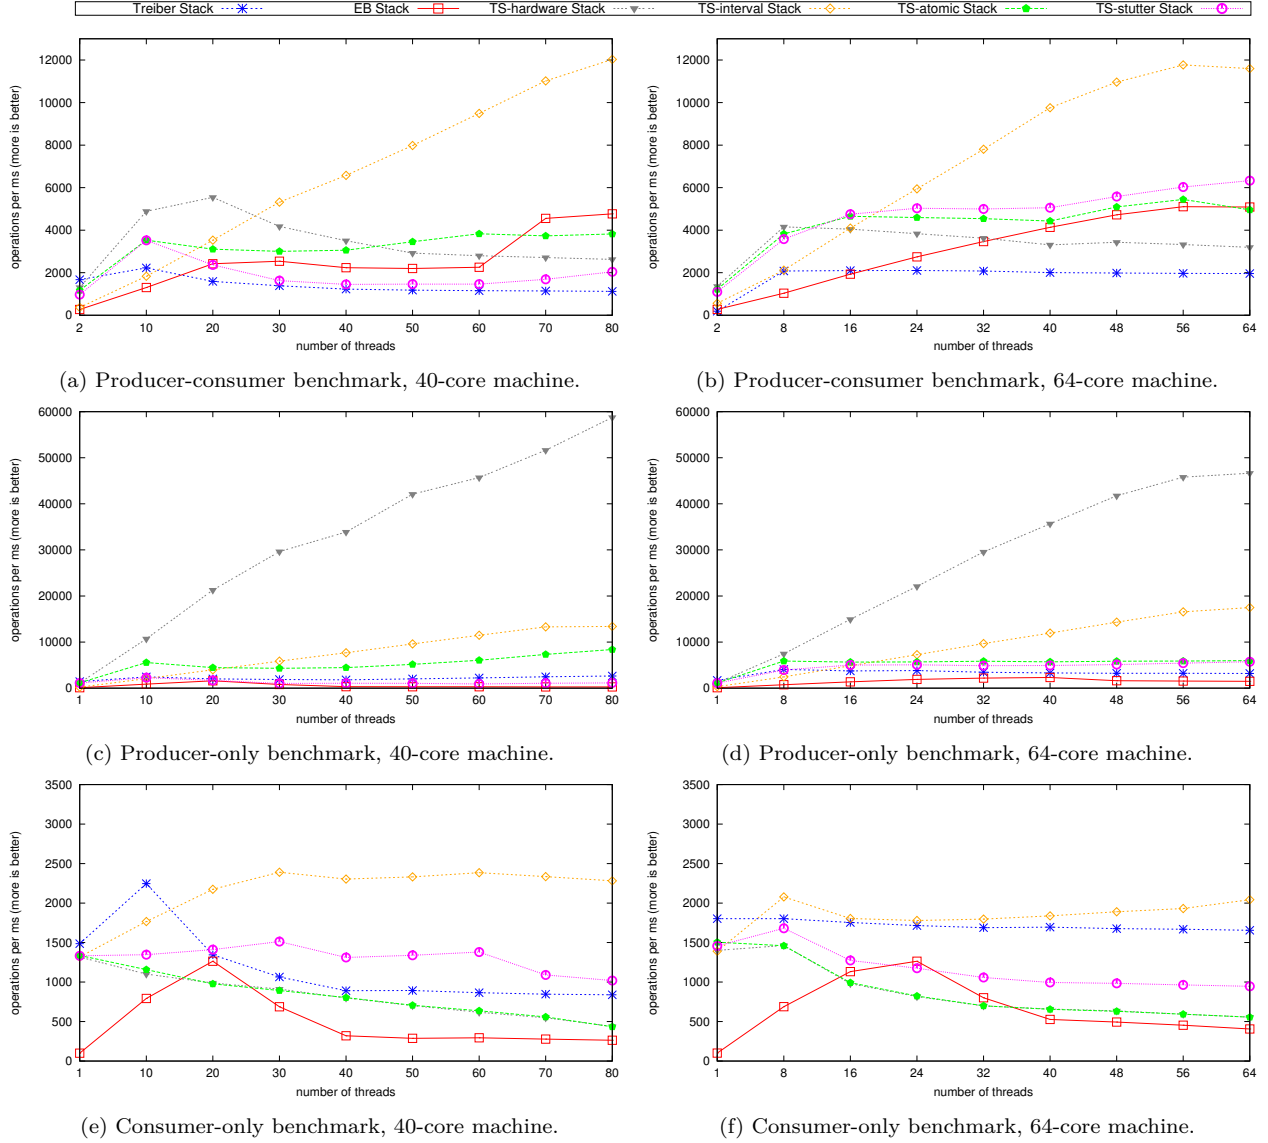 Treiber Stack EB Stack TS-hardware Stack TS-interval Stack TS-atomic Stack TS-stutter Stack
operations per ms (more is better)
12000
10000
8000
6000
4000
2000
0
2 10 20 30 40 50 60 70 80
number of threads
(a) Producer-consumer benchmark, 40-core machine.
operations per ms (more is better)
12000
10000
8000
6000
4000
2000
0
2 8 16 24 32 40 48 56 64
number of threads
(b) Producer-consumer benchmark, 64-core machine.
operations per ms (more is better)
60000
50000
40000
30000
20000
10000
0
1 10 20 30 40 50 60 70 80
number of threads
(c) Producer-only benchmark, 40-core machine.
operations per ms (more is better)
60000
50000
40000
30000
20000
10000
0
1 8 16 24 32 40 48 56 64
number of threads
(d) Producer-only benchmark, 64-core machine.
operations per ms (more is better)
3500
3000
2500
2000
1500
1000
500
0
1 10 20 30 40 50 60 70 80
number of threads
(e) Consumer-only benchmark, 40-core machine.
operations per ms (more is better)
3500
3000
2500
2000
1500
1000
500
0
1 8 16 24 32 40 48 56 64
number of threads
(f) Consumer-only benchmark, 64-core machine.